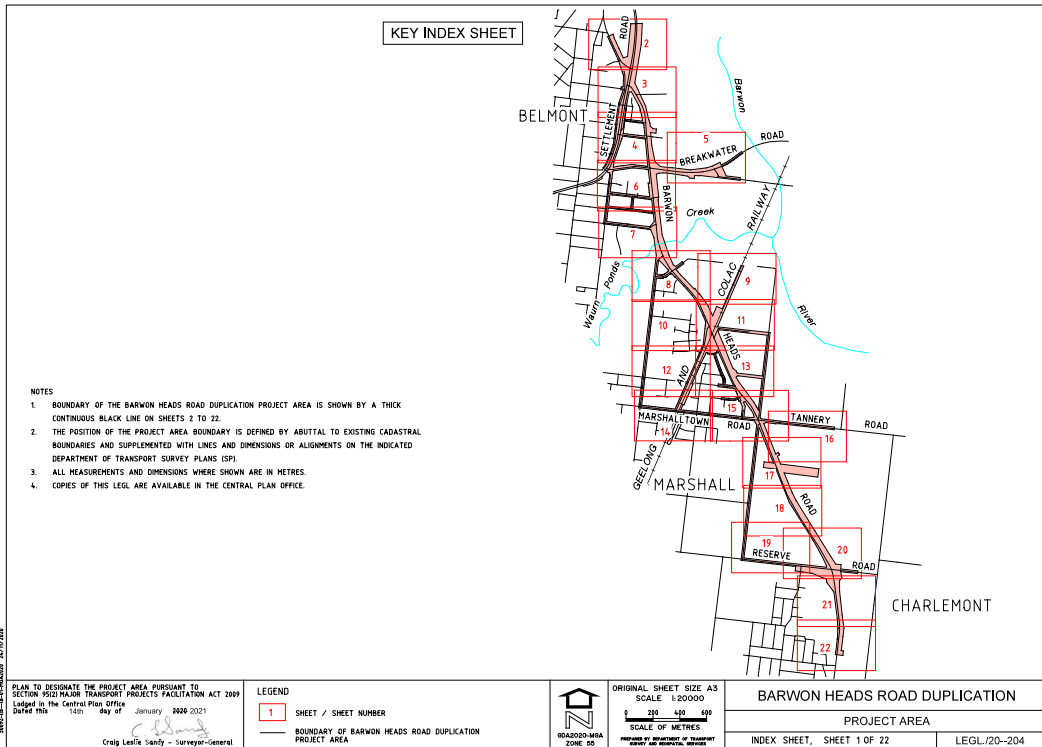 KEY INDEX SHEET
ROAD
2
3
BELMONT
SETTLEMENT
4
5
BREAKWATER
ROAD
Barwon
6
BARWON
7
Creek
RAILWAY
Ponds
Waurn
8
COLAC
9
10
11
HEADS
River
12
AND
13
15
MARSHALLTOWN
ROAD
TANNERY
ROAD
14
16
GEELONG
MARSHALL
17
ROAD
18
19
20
RESERVE
ROAD
21
CHARLEMONT
22
NOTES
1. BOUNDARY OF THE BARWON HEADS ROAD DUPLICATION PROJECT AREA IS SHOWN BY A THICK
CONTINUOUS BLACK LINE ON SHEETS 2 TO 22.
2. THE POSITION OF THE PROJECT AREA BOUNDARY IS DEFINED BY ABUTTAL TO EXISTING CADASTRAL
BOUNDARIES AND SUPPLEMENTED WITH LINES AND DIMENSIONS OR ALIGNMENTS ON THE INDICATED
DEPARTMENT OF TRANSPORT SURVEY PLANS (SP).
3. ALL MEASUREMENTS AND DIMENSIONS WHERE SHOWN ARE IN METRES.
4. COPIES OF THIS LEGL ARE AVAILABLE IN THE CENTRAL PLAN OFFICE.
PLAN TO DESIGNATE THE PROJECT AREA PURSUANT TO
SECTION 95(2) MAJOR TRANSPORT PROJECTS FACILITATION ACT 2009
Lodged in the Central Plan Office
Dated this 14th day of January 2020 2021
Craig Leslie Sandy - Surveyor-General
LEGEND
1 SHEET / SHEET NUMBER
BOUNDARY OF BARWON HEADS ROAD DUPLICATION
PROJECT AREA
N
GDA2020-MGA
ZONE 55
ORIGINAL SHEET SIZE A3
SCALE 1:20000
0 200 400 600
SCALE OF METRES
PREPARED BY DEPARTMENT OF TRANSPORT
SURVEY AND GEOSPATIAL SERVICES
BARWON HEADS ROAD DUPLICATION
PROJECT AREA
INDEX SHEET, SHEET 1 OF 22
LEGL./20--204